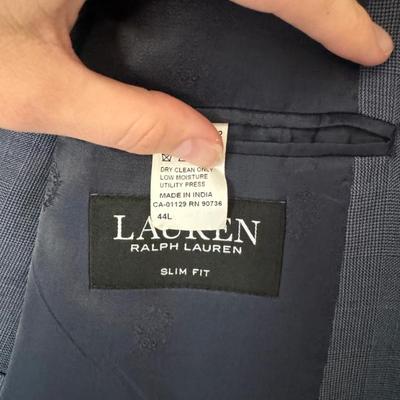 DRY CLEAN ONLY
LOW MOISTURE
UTILITY PRESS
MADE IN INDIA
CA-01129 RN 90736
44L
LAUREN
RALPH LAUREN
SLIM FIT